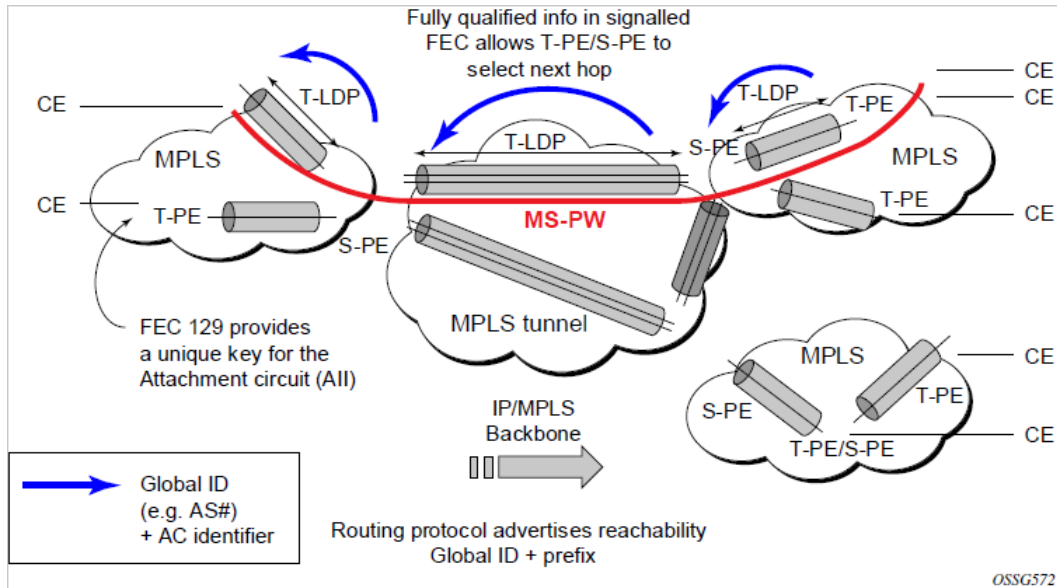 Fully qualified info in signalled
FEC allows T-PE/S-PE to
select next hop
CE
T-LDP
MPLS
CE
T-PE
S-PE
T-LDP
MS-PW
MPLS tunnel
T-LDP
T-PE
S-PE
MPLS
T-PE
CE
CE
CE
FEC 129 provides
a unique key for the
Attachment circuit (AII)
IP/MPLS
Backbone
MPLS
S-PE
T-PE
T-PE/S-PE
CE
CE
Global ID
(e.g. AS#)
+ AC identifier
Routing protocol advertises reachability
Global ID + prefix
OSSG572